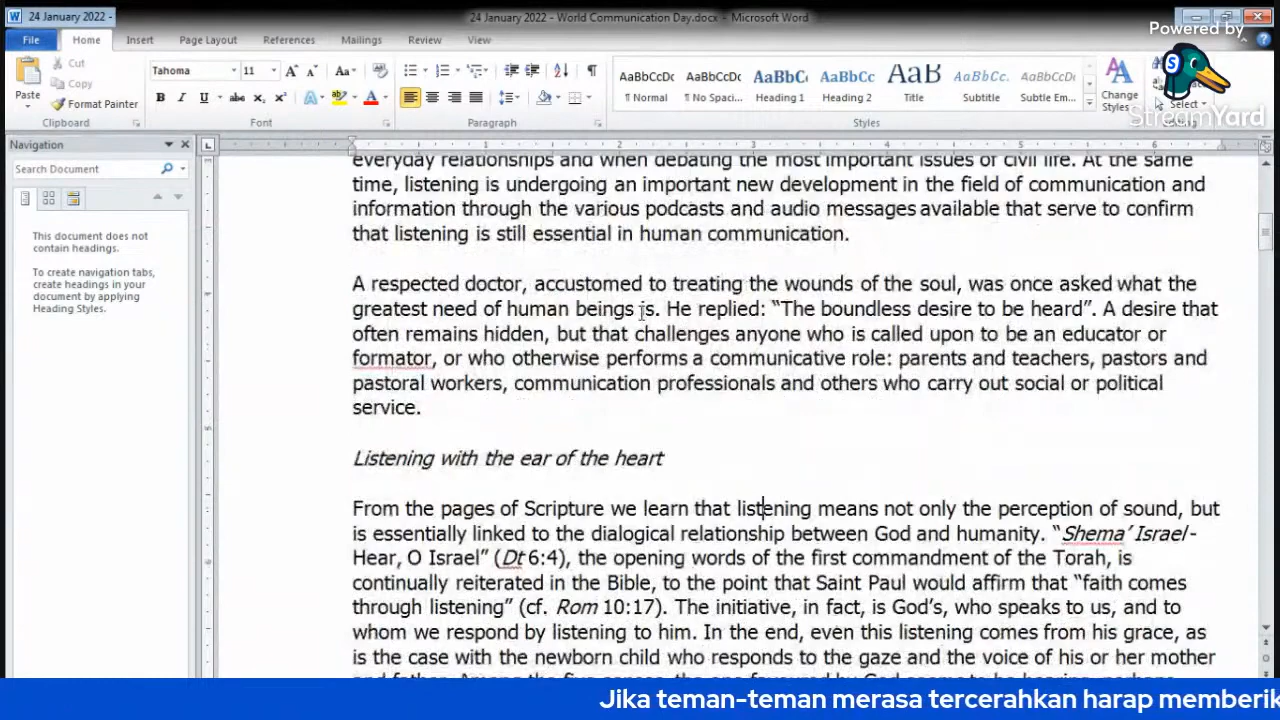 24 January 2022 -
24 January 2022 - World Communication Day.docx - Microsoft Word
Powered by
StreamYard
File Home Insert Page Layout References Mailings Review View
Paste
Cut
Copy
Format Painter
Clipboard
Tahoma 11
Font
Paragraph
AaBbCcDc AaBbCcDc AaBbC AaBbCc AaB AaBbCcL AaBbCcDc
¶ Normal ¶ No Spaci... Heading 1 Heading 2 Title Subtitle Subtle Em...
Change
Styles
Styles
Select
Navigation
Search Document
This document does not
contain headings.
To create navigation tabs,
create headings in your
document by applying
Heading Styles.
everyday relationships and when debating the most important issues of civil life. At the same
time, listening is undergoing an important new development in the field of communication and
information through the various podcasts and audio messages available that serve to confirm
that listening is still essential in human communication.
A respected doctor, accustomed to treating the wounds of the soul, was once asked what the
greatest need of human beings is. He replied: “The boundless desire to be heard”. A desire that
often remains hidden, but that challenges anyone who is called upon to be an educator or
formator, or who otherwise performs a communicative role: parents and teachers, pastors and
pastoral workers, communication professionals and others who carry out social or political
service.
Listening with the ear of the heart
From the pages of Scripture we learn that listening means not only the perception of sound, but
is essentially linked to the dialogical relationship between God and humanity. “Shema’ Israel -
Hear, O Israel” (Dt 6:4), the opening words of the first commandment of the Torah, is
continually reiterated in the Bible, to the point that Saint Paul would affirm that “faith comes
through listening” (cf. Rom 10:17). The initiative, in fact, is God’s, who speaks to us, and to
whom we respond by listening to him. In the end, even this listening comes from his grace, as
is the case with the newborn child who responds to the gaze and the voice of his or her mother
Jika teman-teman merasa tercerahkan harap memberik